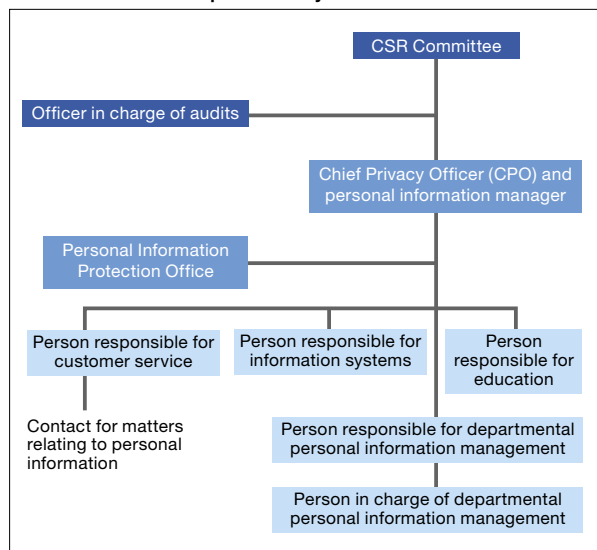 CSR Committee
Officer in charge of audits
Chief Privacy Officer (CPO) and
personal information manager
Personal Information
Protection Office
Person responsible for
customer service
Person responsible for
information systems
Person
responsible for
education
Contact for matters
relating to personal
information
Person responsible for departmental
personal information management
Person in charge of departmental
personal information management